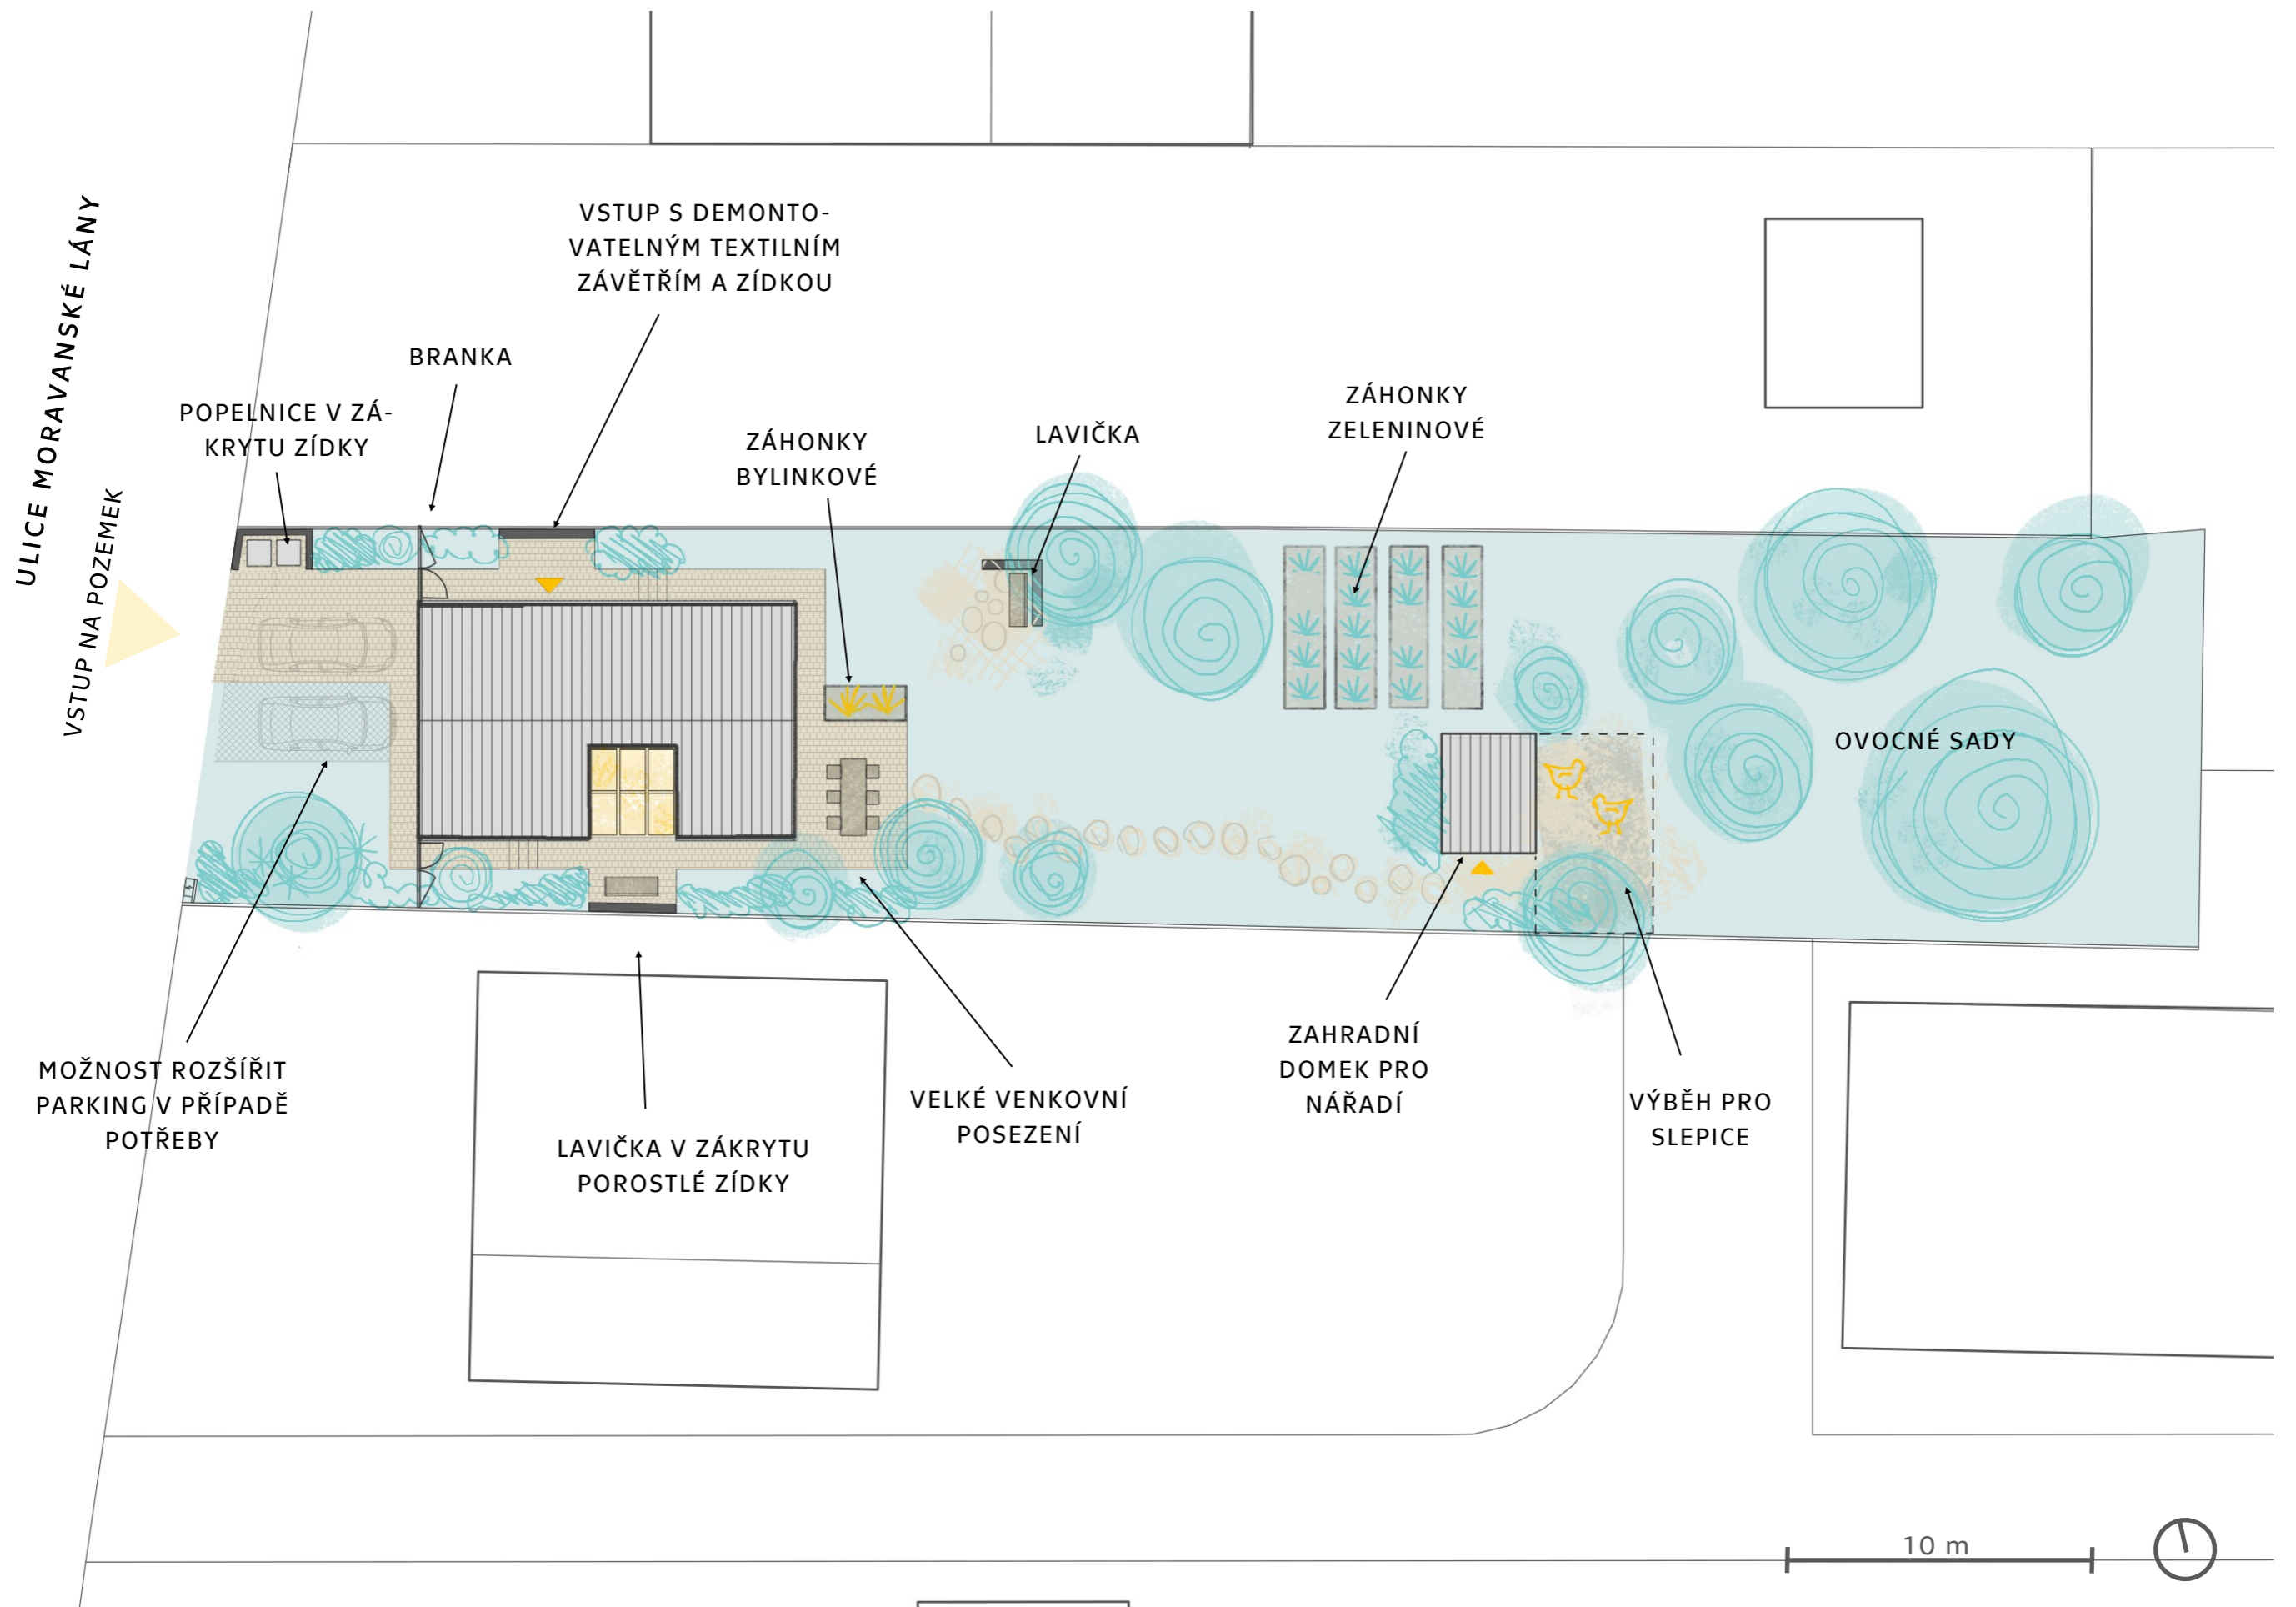 VSTUP S DEMONTO-
VATELNÝM TEXTILNÍM
ZÁVĚTŘÍM A ZÍDKOU
ULICE MORAVANSKÉ LÁNY
BRANKA
POPELNICE V ZÁ-
KRYTU ZÍDKY
ZÁHONKY
BYLINKOVÉ
LAVIČKA
ZÁHONKY
ZELENINOVÉ
VSTUP NA POZEMEK
OVOCNÉ SADY
MOŽNOST ROZŠÍŘIT
PARKING V PŘÍPADĚ
POTŘEBY
LAVIČKA V ZÁKRYTU
POROSTLÉ ZÍDKY
VELKÉ VENKOVNÍ
POSEZENÍ
ZAHRADNÍ
DOMEK PRO
NÁŘADÍ
VÝBĚH PRO
SLEPICE
10 m